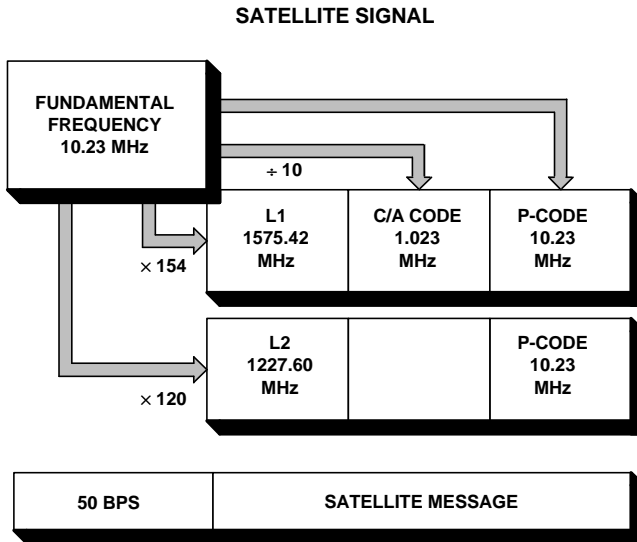 SATELLITE SIGNAL
FUNDAMENTAL
FREQUENCY
10.23 MHz
÷ 10
L1
1575.42
MHz
C/A CODE
1.023
MHz
P-CODE
10.23
MHz
× 154
L2
1227.60
MHz
P-CODE
10.23
MHz
× 120
50 BPS
SATELLITE MESSAGE